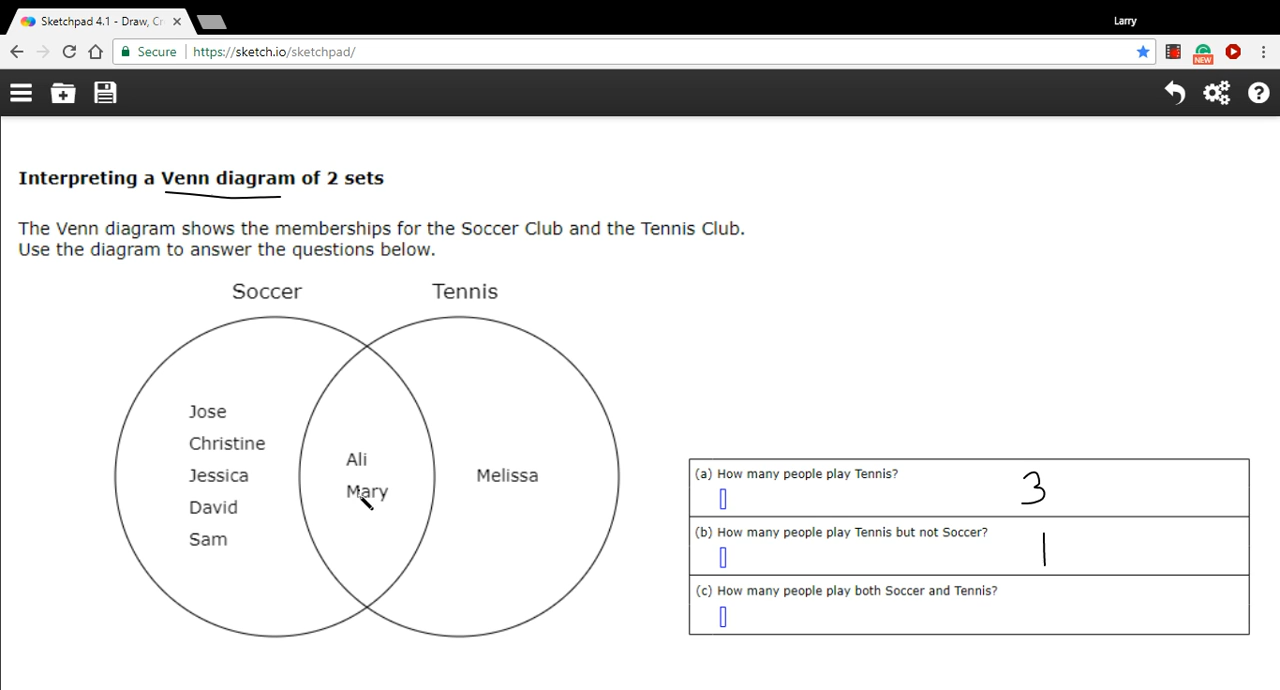 Sketchpad 4.1 - Draw, Cr
Larry
Secure
https://sketch.io/sketchpad/
NEW
Interpreting a Venn diagram of 2 sets
The Venn diagram shows the memberships for the Soccer Club and the Tennis Club.
Use the diagram to answer the questions below.
Soccer
Tennis
Jose
Christine
Jessica
David
Sam
Ali
Mary
Melissa
(a) How many people play Tennis?
3
(b) How many people play Tennis but not Soccer?
1
(c) How many people play both Soccer and Tennis?